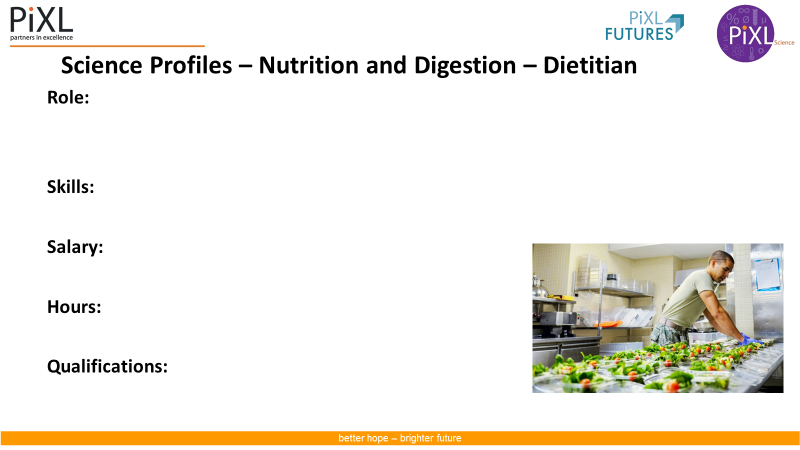 PiXL
partners in excellence
PiXL
FUTURES
PiXL
Science
Science Profiles – Nutrition and Digestion – Dietitian
Role:
Skills:
Salary:
Hours:
Qualifications:
better hope – brighter future